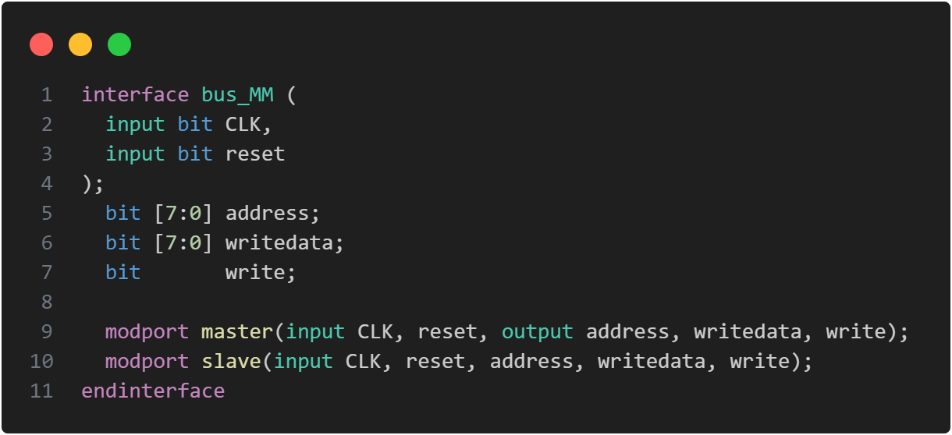 1 interface bus_MM (
2   input bit CLK,
3   input bit reset
4 );
5   bit [7:0] address;
6   bit [7:0] writedata;
7   bit       write;
8
9   modport master(input CLK, reset, output address, writedata, write);
10   modport slave(input CLK, reset, address, writedata, write);
11 endinterface